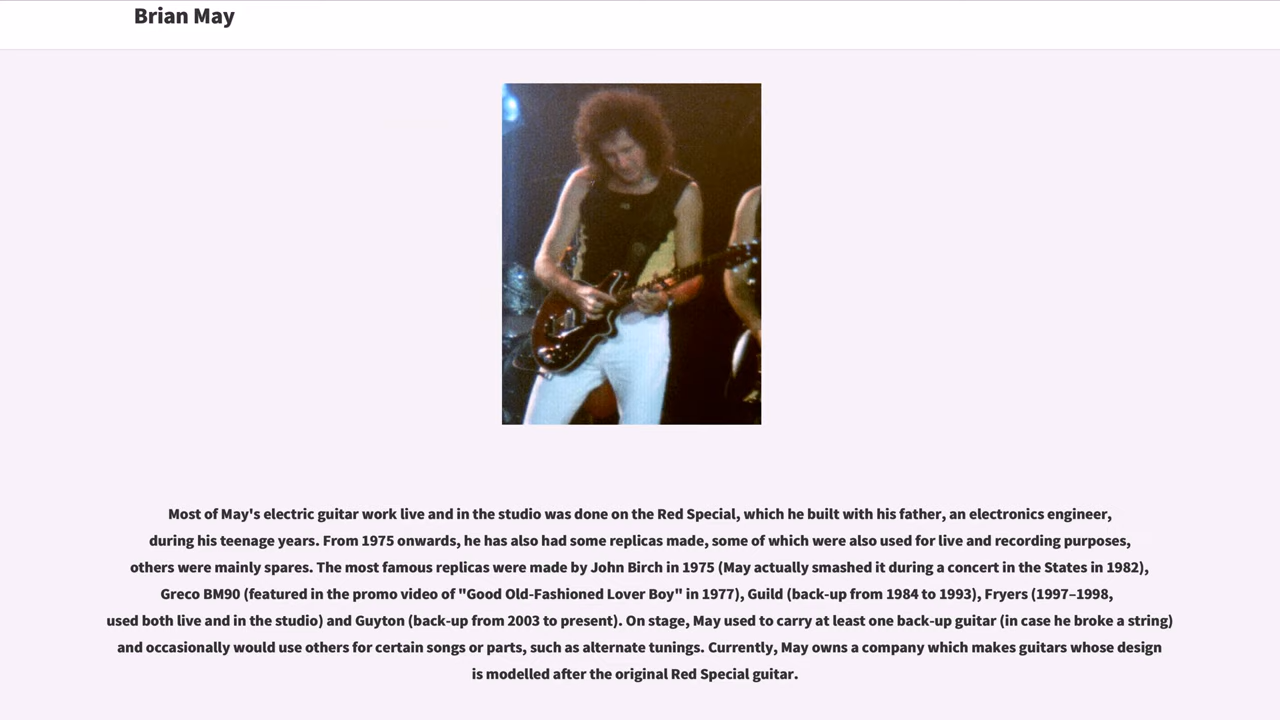 Brian May
Most of May's electric guitar work live and in the studio was done on the Red Special, which he built with his father, an electronics engineer,
during his teenage years. From 1975 onwards, he has also had some replicas made, some of which were also used for live and recording purposes,
others were mainly spares. The most famous replicas were made by John Birch in 1975 (May actually smashed it during a concert in the States in 1982),
Greco BM90 (featured in the promo video of "Good Old-Fashioned Lover Boy" in 1977), Guild (back-up from 1984 to 1993), Fryers (1997–1998,
used both live and in the studio) and Guyton (back-up from 2003 to present). On stage, May used to carry at least one back-up guitar (in case he broke a string)
and occasionally would use others for certain songs or parts, such as alternate tunings. Currently, May owns a company which makes guitars whose design
is modelled after the original Red Special guitar.